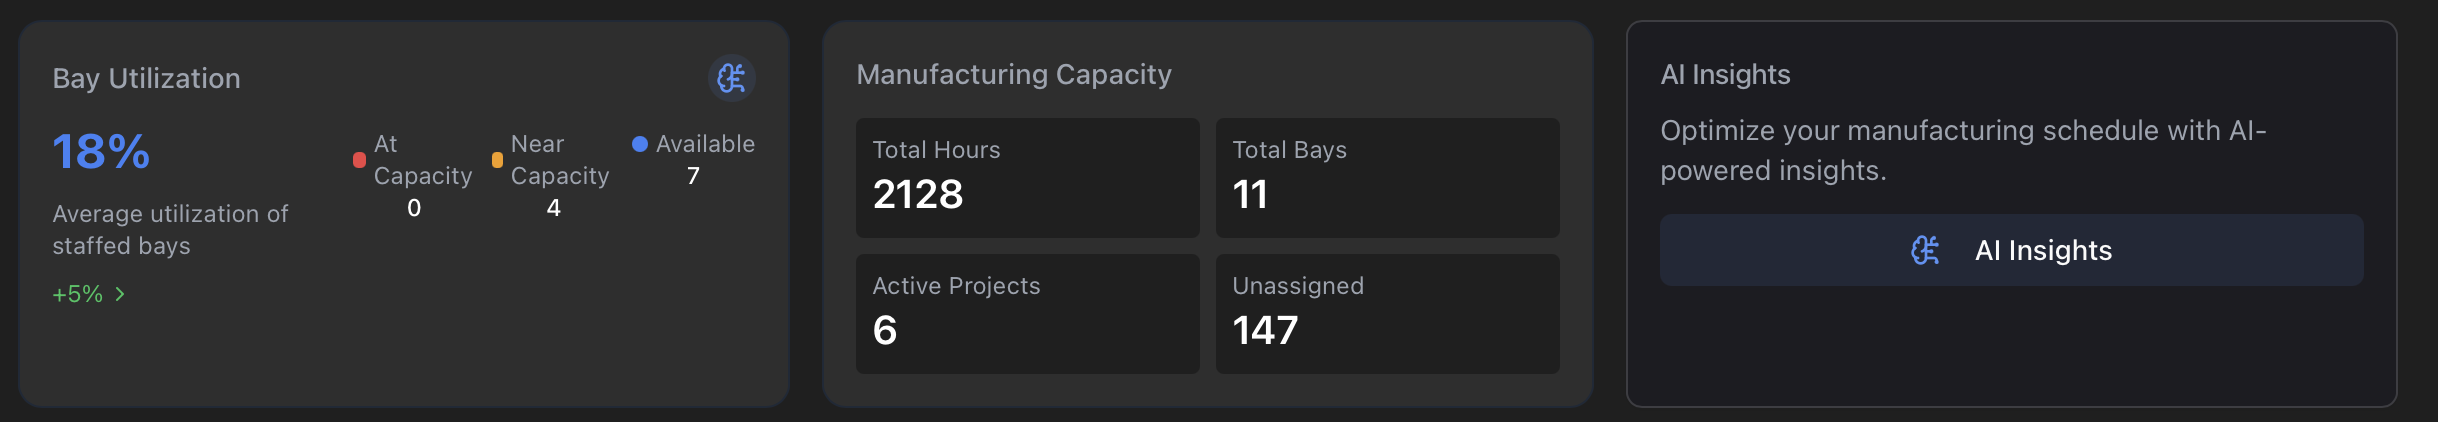 Bay Utilization
18%
Average utilization of
staffed bays
+5%
At
Capacity
0
Near
Capacity
4
Available
7
Manufacturing Capacity
Total Hours
2128
Total Bays
11
Active Projects
6
Unassigned
147
AI Insights
Optimize your manufacturing schedule with AI-
powered insights.
AI Insights